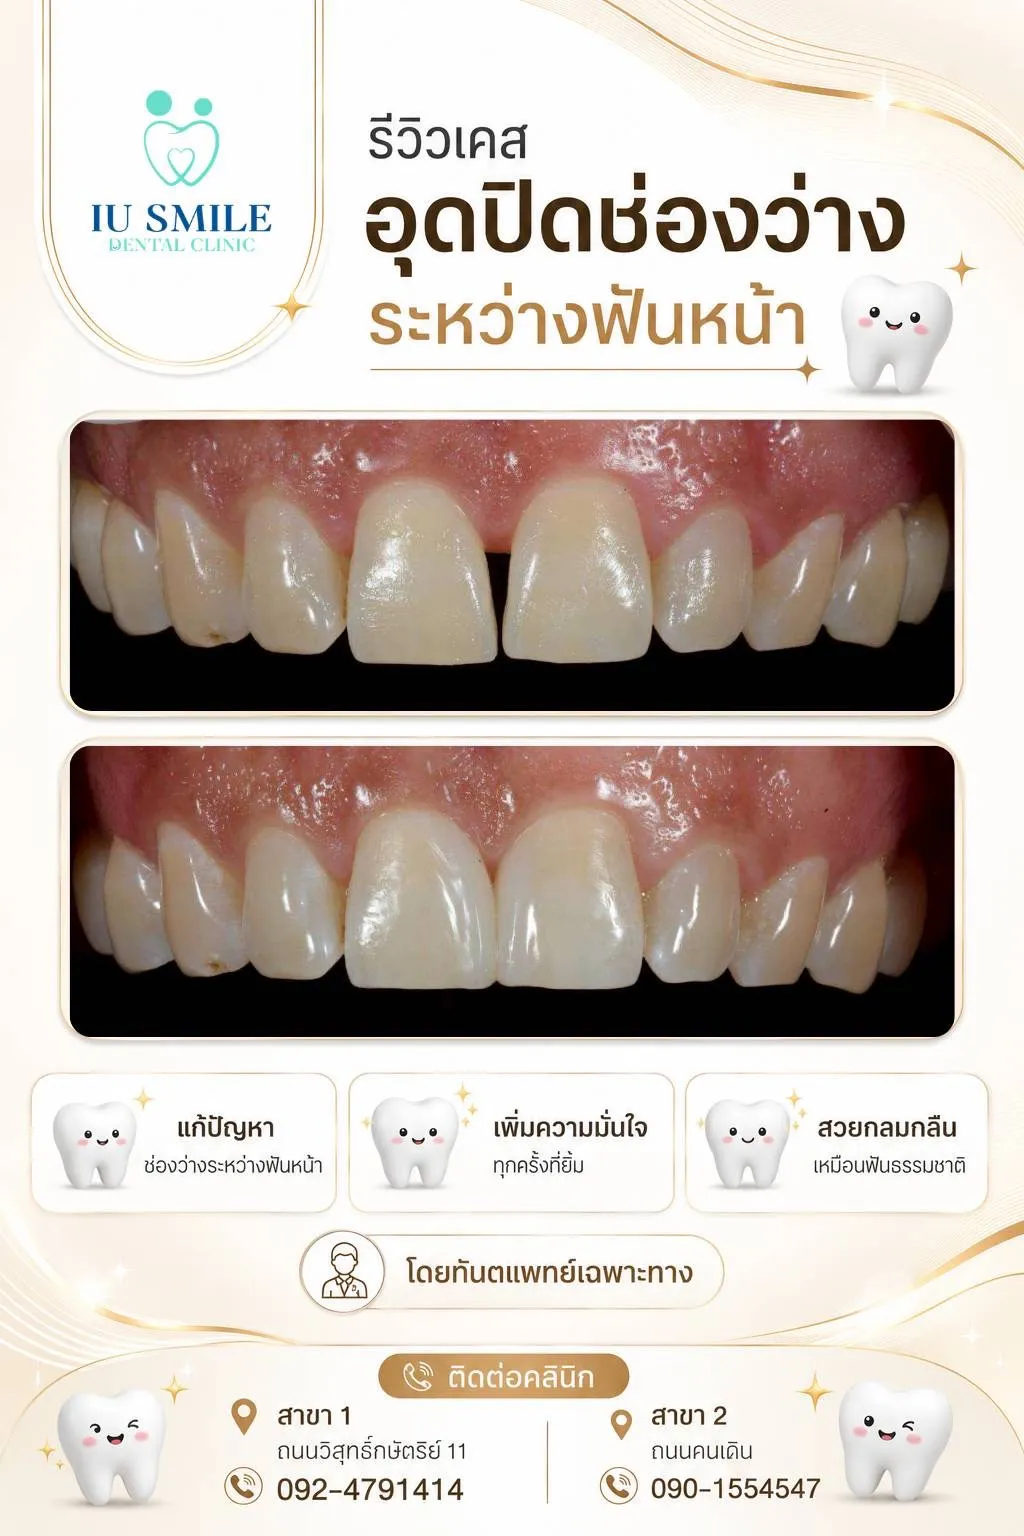 IU SMILE
DENTAL CLINIC
รีวิวเคส
อุดปิดช่องว่าง
ระหว่างฟันหน้า
แก้ปัญหา
ช่องว่างระหว่างฟันหน้า
เพิ่มความมั่นใจ
ทุกครั้งที่ยิ้ม
สวยกลมกลืน
เหมือนฟันธรรมชาติ
โดยทันตแพทย์เฉพาะทาง
ติดต่อคลินิก
สาขา 1
ถนนวิสุทธิ์กษัตริย์ 11
092-4791414
สาขา 2
ถนนคนเดิน
090-1554547